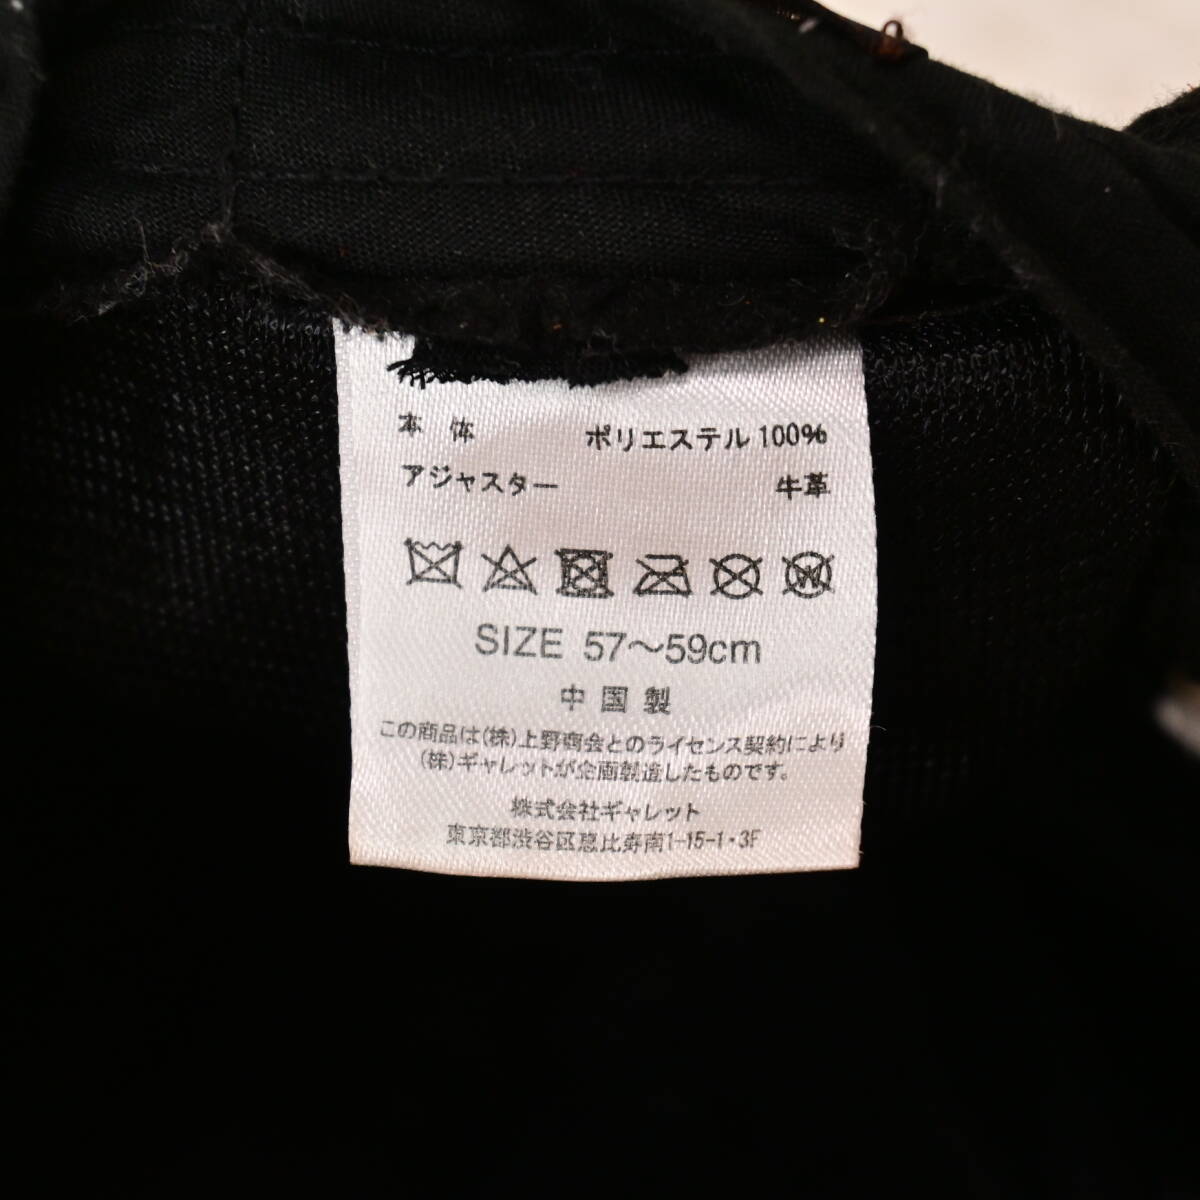 本体 ポリエステル 100%
アジャスター 牛革
SIZE 57～59cm
中国製
この商品は(株)上野商会とのライセンス契約により
(株)ギャレットが企画製造したものです。
株式会社ギャレット
東京都渋谷区恵比寿南1-15-1・3F